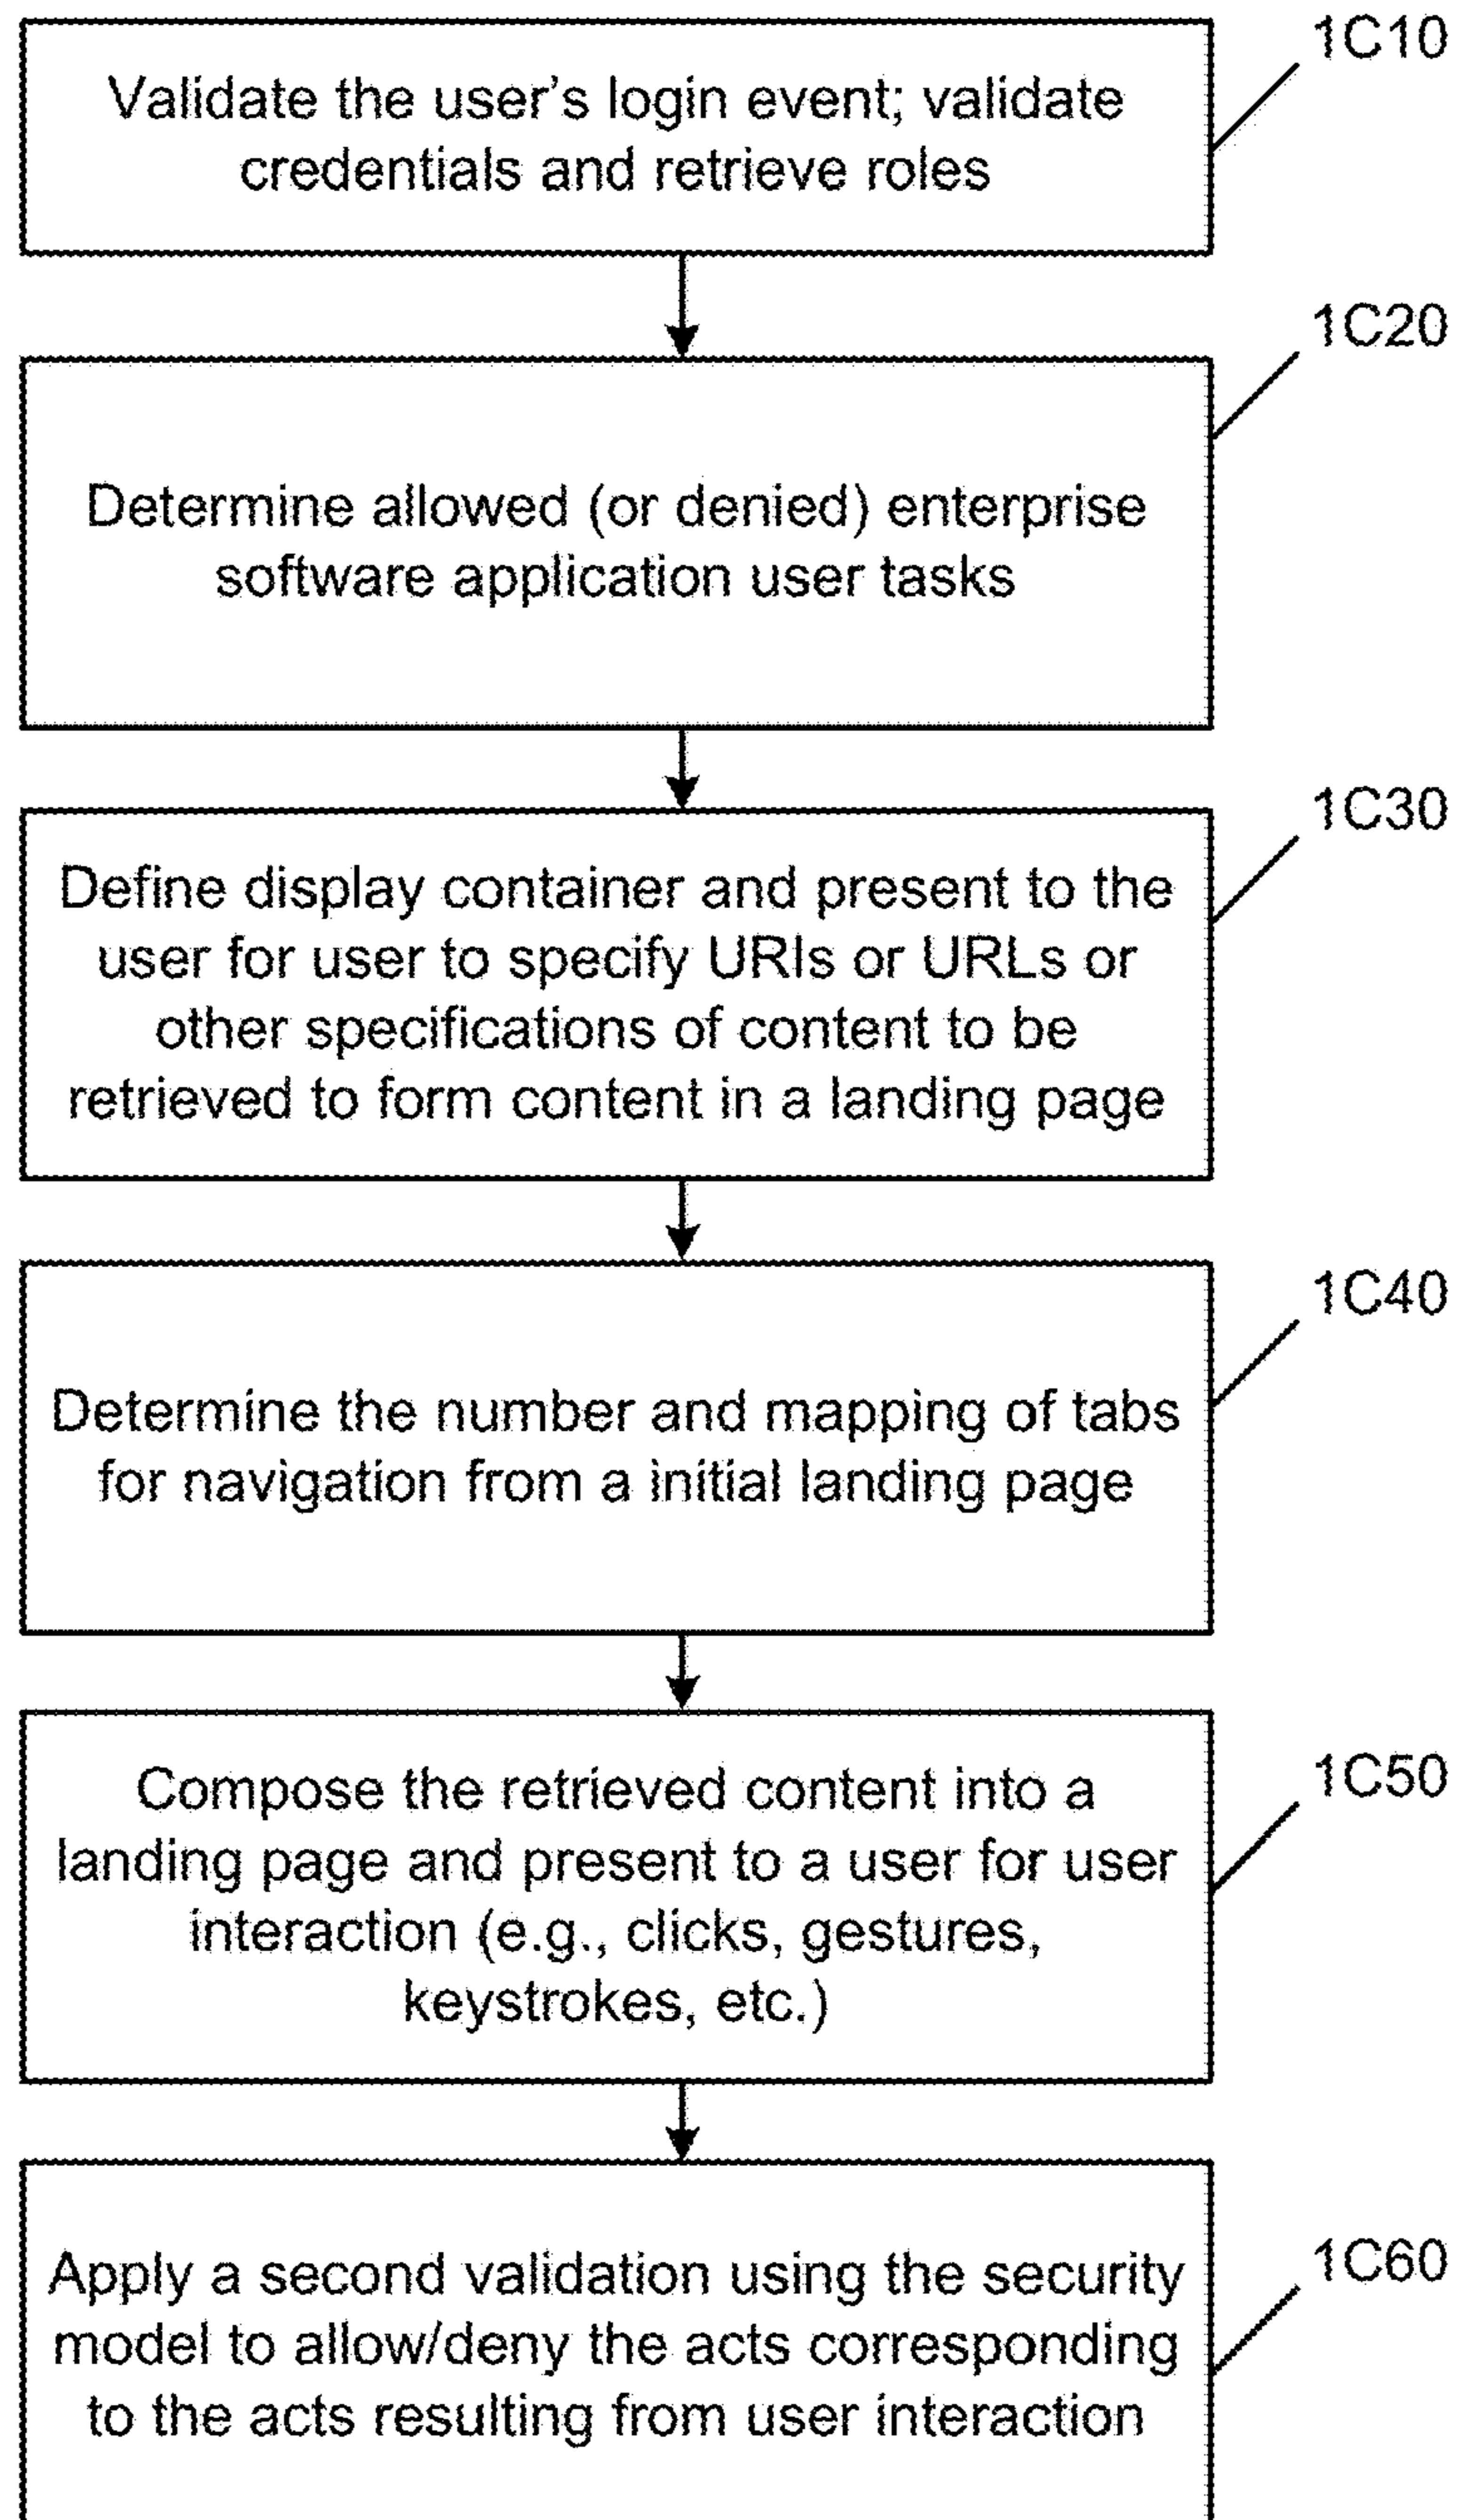 1C10
Validate the user's login event; validate
credentials and retrieve roles
1C20
Determine allowed (or denied) enterprise
software application user tasks
1C30
Define display container and present to the
user for user to specify URIs or URLs or
other specifications of content to be
retrieved to form content in a landing page
1C40
Determine the number and mapping of tabs
for navigation from a initial landing page
1C50
Compose the retrieved content into a
landing page and present to a user for user
interaction (e.g., clicks, gestures,
keystrokes, etc.)
1C60
Apply a second validation using the security
model to allow/deny the acts corresponding
to the acts resulting from user interaction